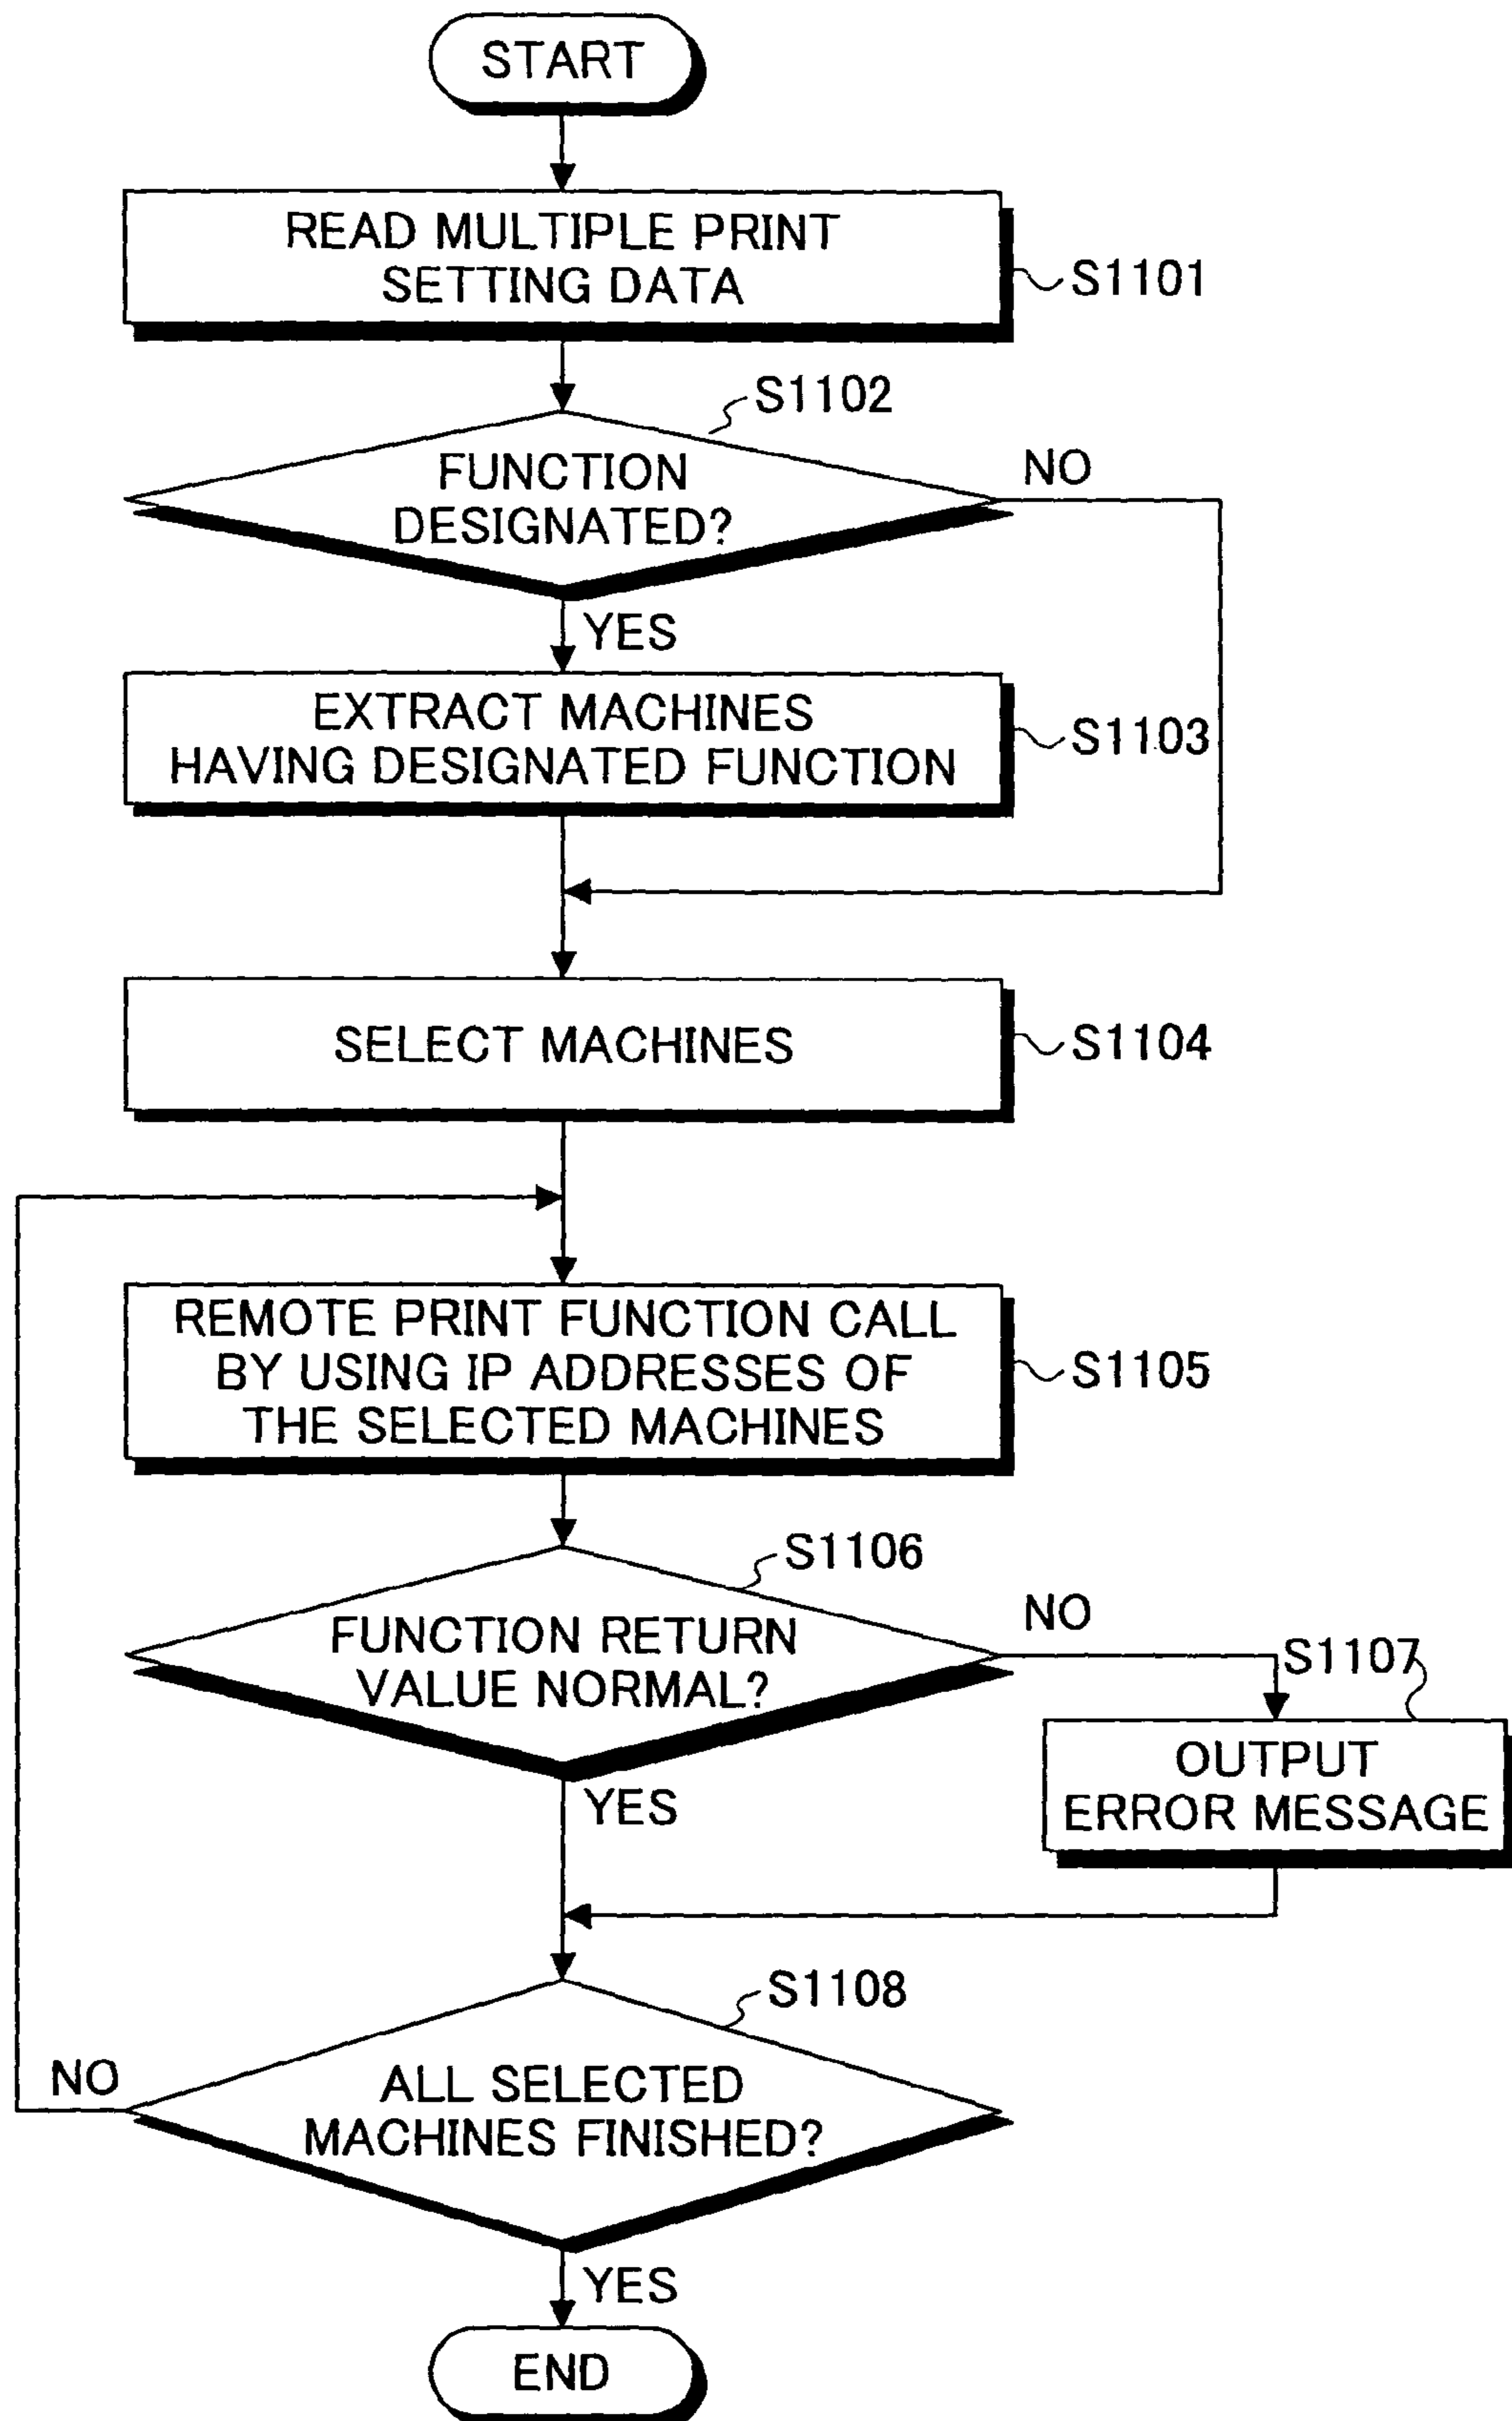 START
READ MULTIPLE PRINT
SETTING DATA
S1101
S1102
FUNCTION
DESIGNATED?
NO
YES
EXTRACT MACHINES
HAVING DESIGNATED FUNCTION
S1103
SELECT MACHINES
S1104
REMOTE PRINT FUNCTION CALL
BY USING IP ADDRESSES OF
THE SELECTED MACHINES
S1105
S1106
FUNCTION RETURN
VALUE NORMAL?
NO
S1107
OUTPUT
ERROR MESSAGE
YES
S1108
ALL SELECTED
MACHINES FINISHED?
NO
YES
END